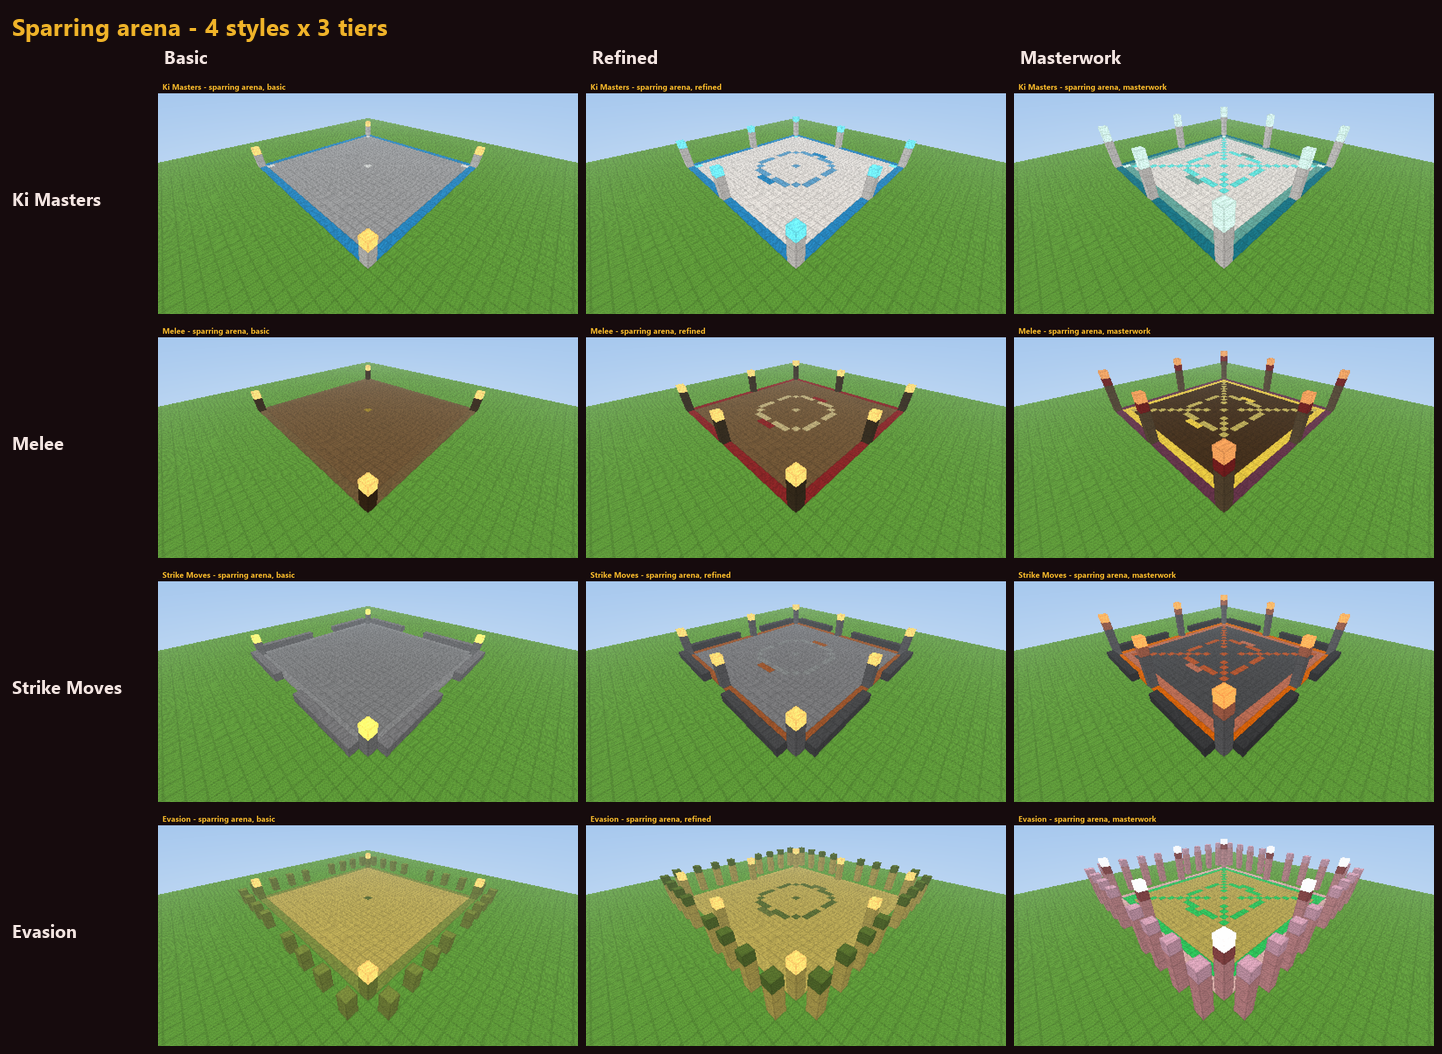 Sparring arena - 4 styles x 3 tiers
Basic
Refined
Masterwork
Ki Masters - sparring arena, basic
Ki Masters - sparring arena, refined
Ki Masters - sparring arena, masterwork
Ki Masters
Melee - sparring arena, basic
Melee - sparring arena, refined
Melee - sparring arena, masterwork
Melee
Strike Moves - sparring arena, basic
Strike Moves - sparring arena, refined
Strike Moves - sparring arena, masterwork
Strike Moves
Evasion - sparring arena, basic
Evasion - sparring arena, refined
Evasion - sparring arena, masterwork
Evasion